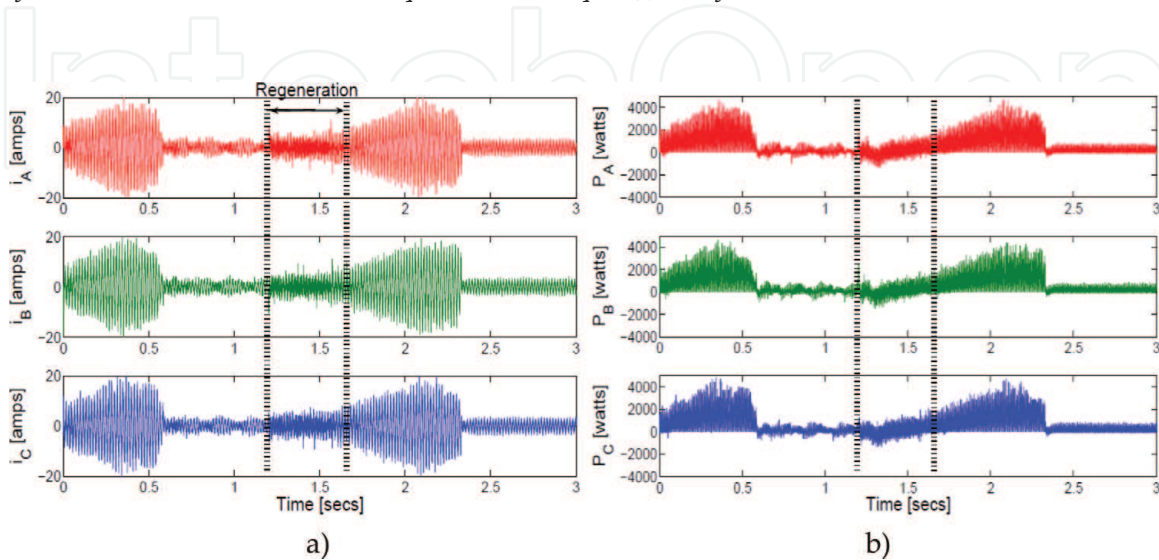 IntechOpen
Regeneration
20
0
−20
i_A [amps]
0 0.5 1 1.5 2 2.5 3
20
0
−20
i_B [amps]
0 0.5 1 1.5 2 2.5 3
20
0
−20
i_C [amps]
0 0.5 1 1.5 2 2.5 3
Time [secs]
a)
4000
2000
0
−2000
−4000
P_A [watts]
0 0.5 1 1.5 2 2.5 3
4000
2000
0
−2000
4000
P_B [watts]
0 0.5 1 1.5 2 2.5 3
4000
2000
0
−2000
−4000
P_C [watts]
0 0.5 1 1.5 2 2.5 3
Time [secs]
b)